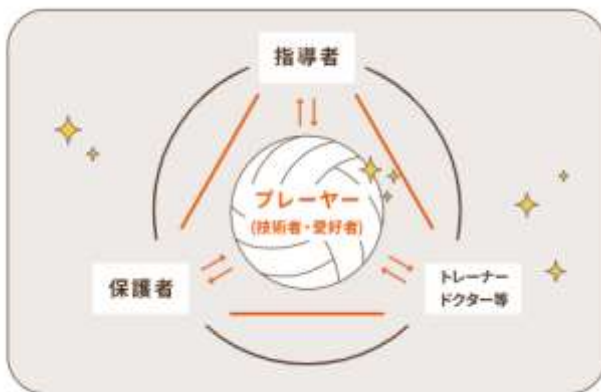 指導者
プレーヤー
(技術者・愛好者)
保護者
トレーナー
ドクター等